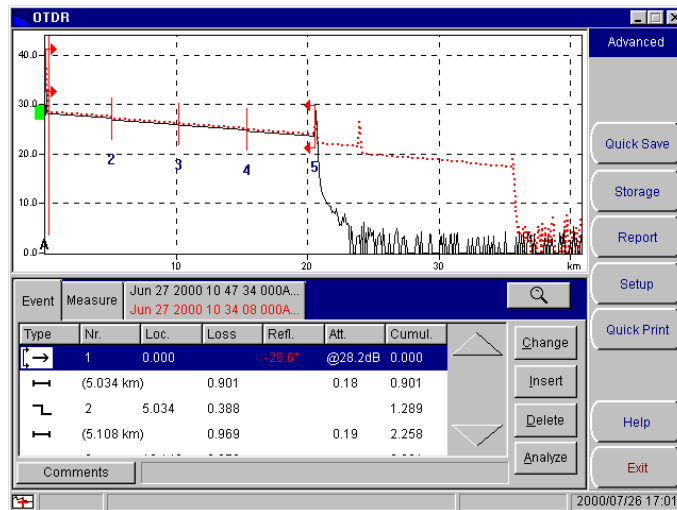 OTDR
Advanced
40.0
30.0
20.0
10.0
0.0
2
3
4
5
A
10
20
30
km
Quick Save
Storage
Report
Setup
Quick Print
Help
Exit
Event
Measure
Jun 27 2000 10 47 34 000A...
Jun 27 2000 10 34 08 000A...
Type Nr. Loc. Loss Refl. Att. Cumul.
1 0.000 -28.6* @28.2dB 0.000
(5.034 km) 0.901 0.18 0.901
2 5.034 0.388 1.289
(5.108 km) 0.969 0.19 2.258
Change
Insert
Delete
Analyze
Comments
2000/07/26 17:01